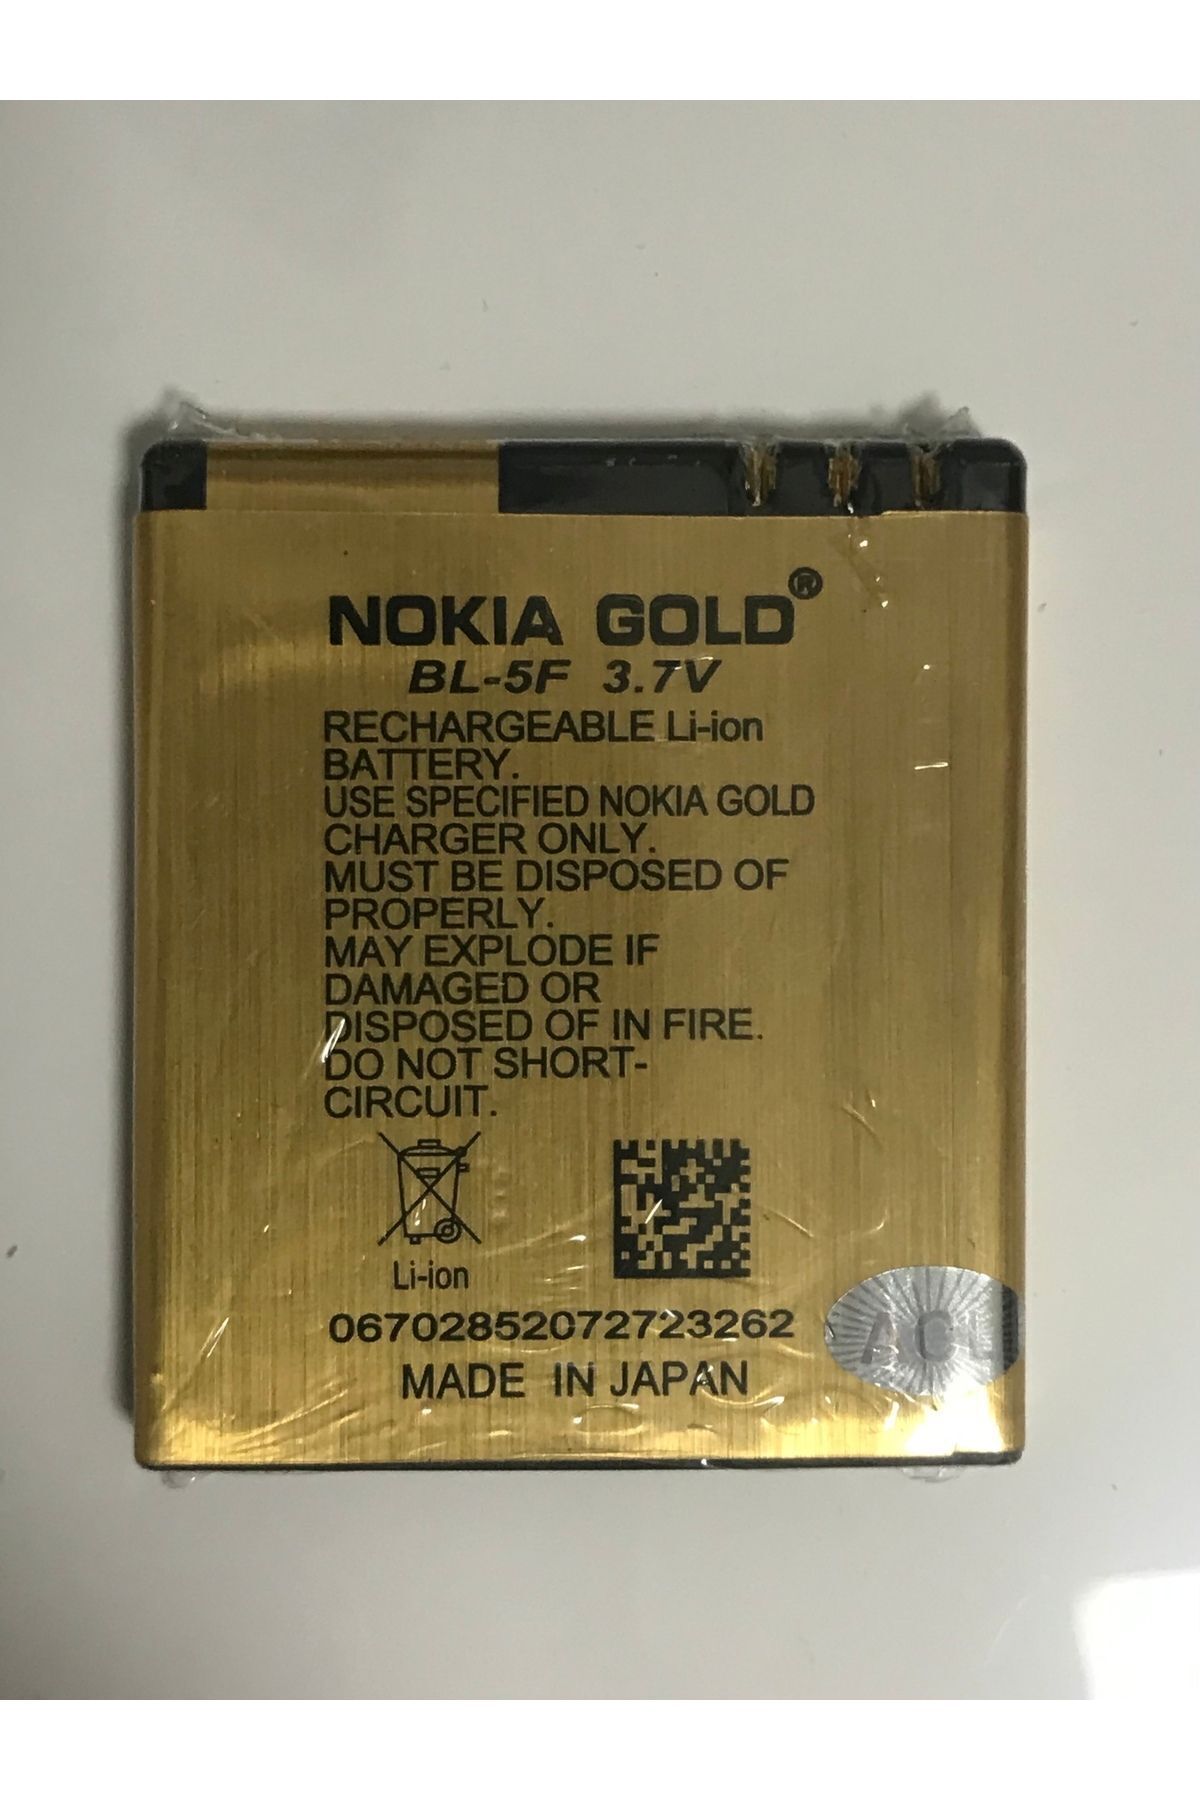 NOKIA GOLD®
BL-5F 3.7V
RECHARGEABLE Li-ion
BATTERY.
USE SPECIFIED NOKIA GOLD
CHARGER ONLY.
MUST BE DISPOSED OF
PROPERLY.
MAY EXPLODE IF
DAMAGED OR
DISPOSED OF IN FIRE.
DO NOT SHORT-
CIRCUIT.
Li-ion
0670285207272326​2
MADE IN JAPAN